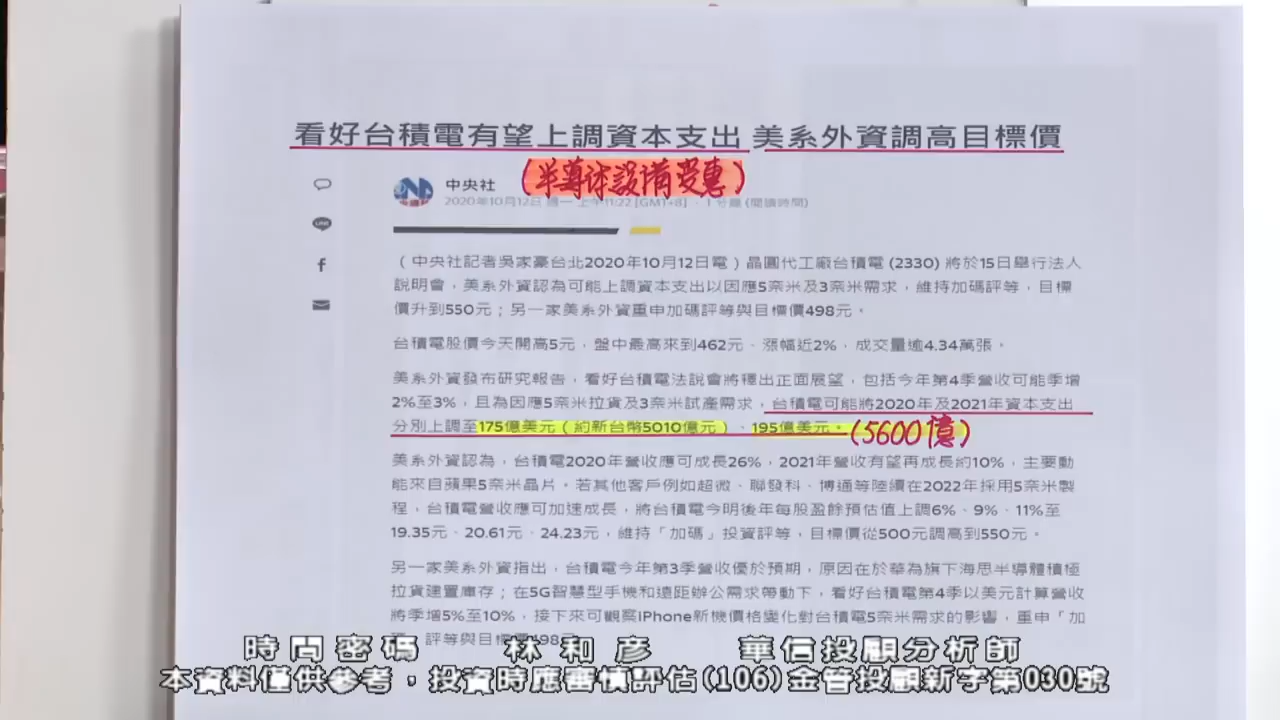 看好台積電有望上調資本支出 美系外資調高目標價
中央社
(半導体設備受惠)
2020年10月12日 週一 上午11:22 [GMT+8] · 1 分鐘 (閱讀時間)
(中央社記者吳家豪台北2020年10月12日電)晶圓代工廠台積電 (2330) 將於15日舉行法人
說明會,美系外資認為可能上調資本支出以因應5奈米及3奈米需求,維持加碼評等,目標
價升到550元;另一家美系外資重申加碼評等與目標價498元。
台積電股價今天開高5元,盤中最高來到462元、漲幅近2%,成交量逾4.34萬張。
美系外資發布研究報告,看好台積電法說會將釋出正面展望,包括今年第4季營收可能季增
2%至3%,且為因應5奈米拉貨及3奈米試產需求,台積電可能將2020年及2021年資本支出
分別上調至175億美元(約新台幣5010億元)、195億美元。(5600億)
美系外資認為,台積電2020年營收應可成長26%,2021年營收有望再成長約10%,主要動
能來自蘋果5奈米晶片。若其他客戶例如超微、聯發科、博通等陸續在2022年採用5奈米製
程,台積電營收應可加速成長,將台積電今明後年每股盈餘預估值上調6%、9%、11%至
19.35元、20.61元、24.23元,維持「加碼」投資評等,目標價從500元調高到550元。
另一家美系外資指出,台積電今年第3季營收優於預期,原因在於華為旗下海思半導體積極
拉貨建置庫存;在5G智慧型手機和遠距辦公需求帶動下,看好台積電第4季以美元計算營收
將季增5%至10%,接下來可觀察iPhone新機價格變化對台積電5奈米需求的影響,重申「加
評等與目標價498元
時間密碼 林和彥 華信投顧分析師
本資料僅供參考,投資時應審慎評估(106)金管投顧新字第030號